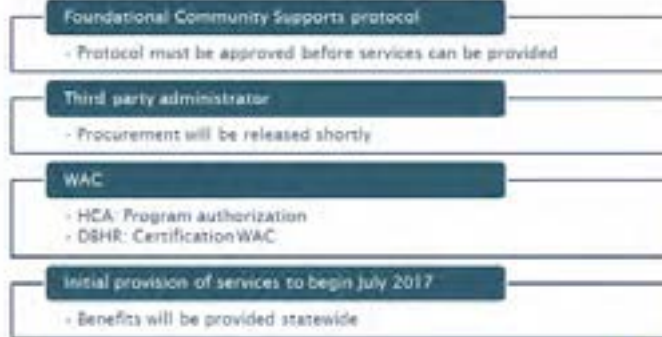 Foundational Community Supports protocol
- Protocol must be approved before services can be provided
Third party administrator
- Procurement will be released shortly
WAC
- HCA: Program authorization
- DBHR: Certification WAC
Initial provision of services to begin July 2017
- Benefits will be provided statewide